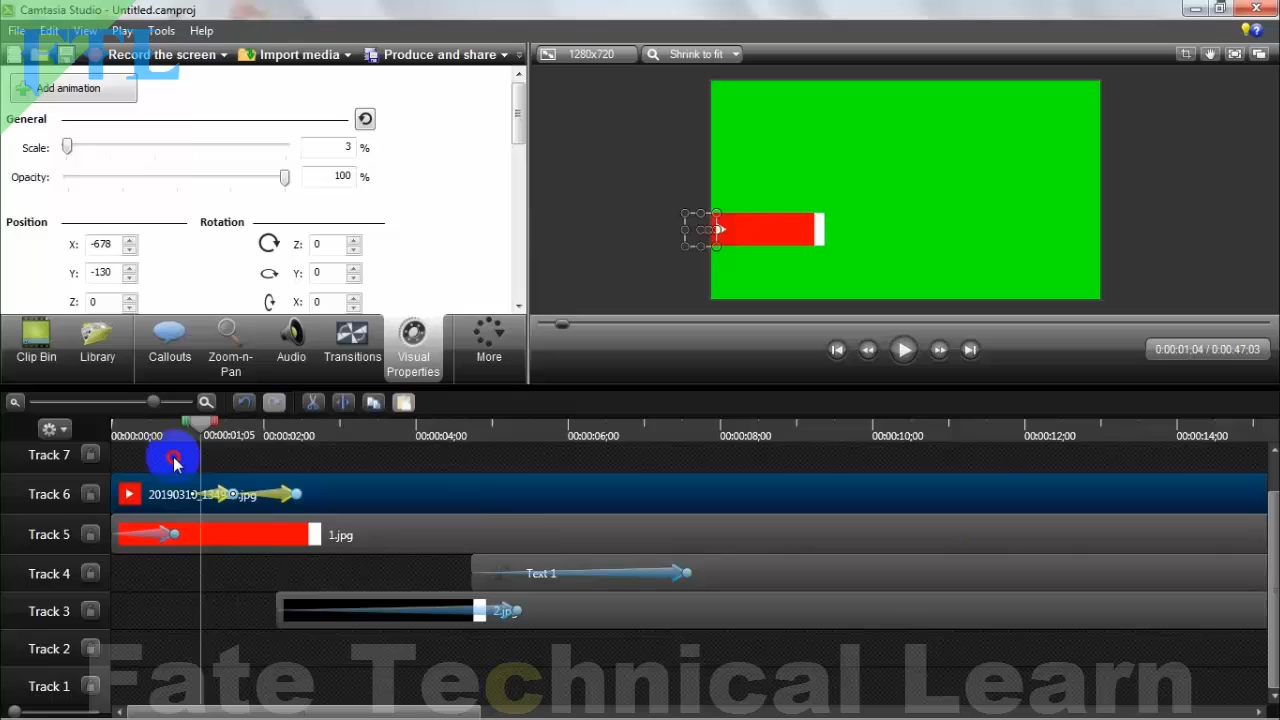 Camtasia Studio - Untitled.camproj
File Edit View Play Tools Help
FTL
Record the screen Import media Produce and share
1280x720 Shrink to fit
Add animation
General
Scale: 3 %
Opacity: 100 %
Position Rotation
X: -678 Z: 0
Y: -130 Y: 0
Z: 0 X: 0
Clip Bin Library Callouts Zoom-n-Pan Audio Transitions Visual Properties More
0:00:01;04 / 0:00:47;03
00:00:00;00 00:00:01;05 00:00:02;00 00:00:04;00 00:00:06;00 00:00:08;00 00:00:10;00 00:00:12;00 00:00:14;00
Track 7
Track 6
Track 5 1.jpg
Track 4 Text 1
Track 3 2.jpg
Track 2
Track 1
Fate Technical Learn